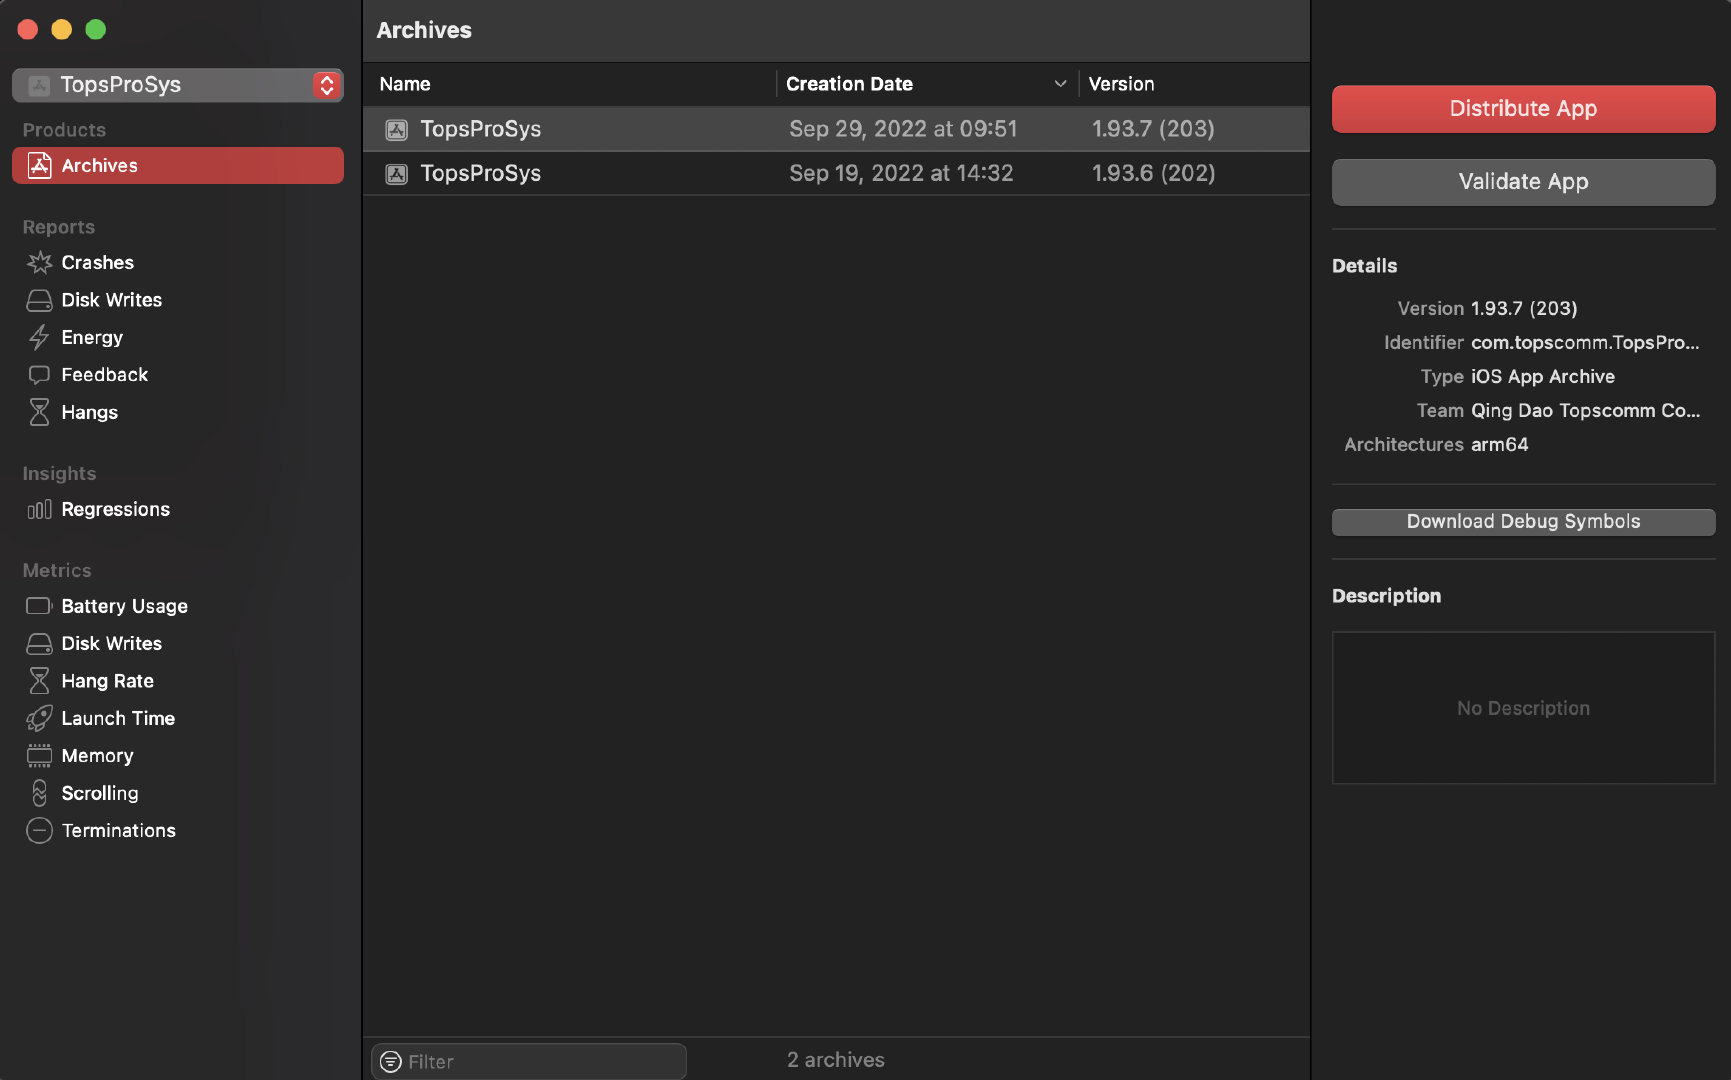 TopsProSys
Products
Archives
Reports
Crashes
Disk Writes
Energy
Feedback
Hangs
Insights
Regressions
Metrics
Battery Usage
Disk Writes
Hang Rate
Launch Time
Memory
Scrolling
Terminations
Archives
Name Creation Date Version
TopsProSys Sep 29, 2022 at 09:51 1.93.7 (203)
TopsProSys Sep 19, 2022 at 14:32 1.93.6 (202)
Filter 2 archives
Distribute App
Validate App
Details
Version 1.93.7 (203)
Identifier com.topscomm.TopsPro...
Type iOS App Archive
Team Qing Dao Topscomm Co...
Architectures arm64
Download Debug Symbols
Description
No Description